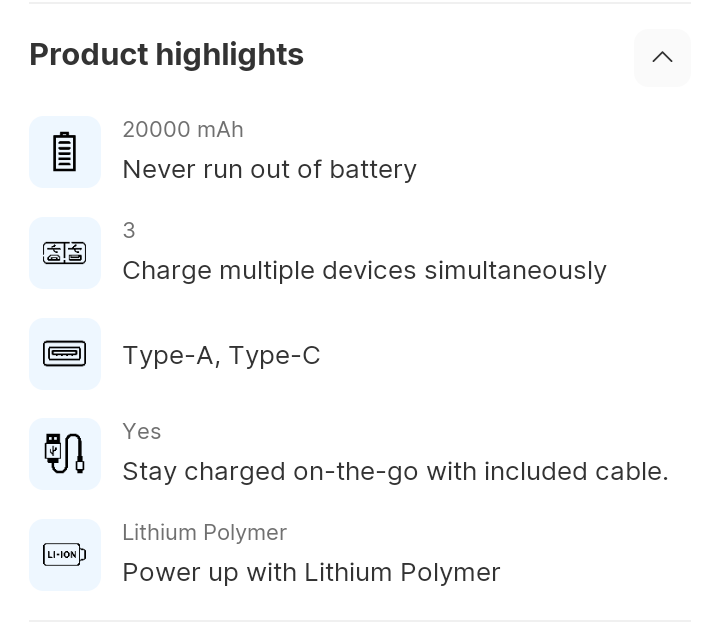 Product highlights
20000 mAh
Never run out of battery
3
Charge multiple devices simultaneously
Type-A, Type-C
Yes
Stay charged on-the-go with included cable.
Lithium Polymer
LI-ION
Power up with Lithium Polymer